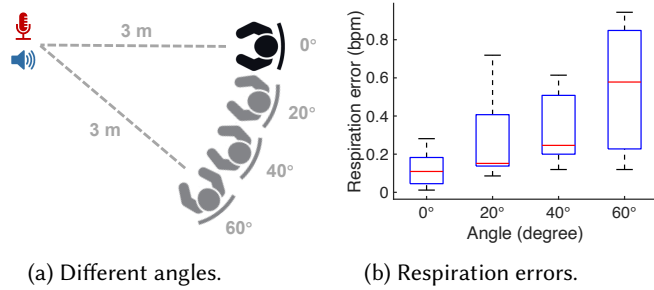 3 m
0°
20°
3 m
40°
60°
(a) Different angles.
Respiration error (bpm)
0.8
0.6
0.4
0.2
0
0° 20° 40° 60°
Angle (degree)
(b) Respiration errors.